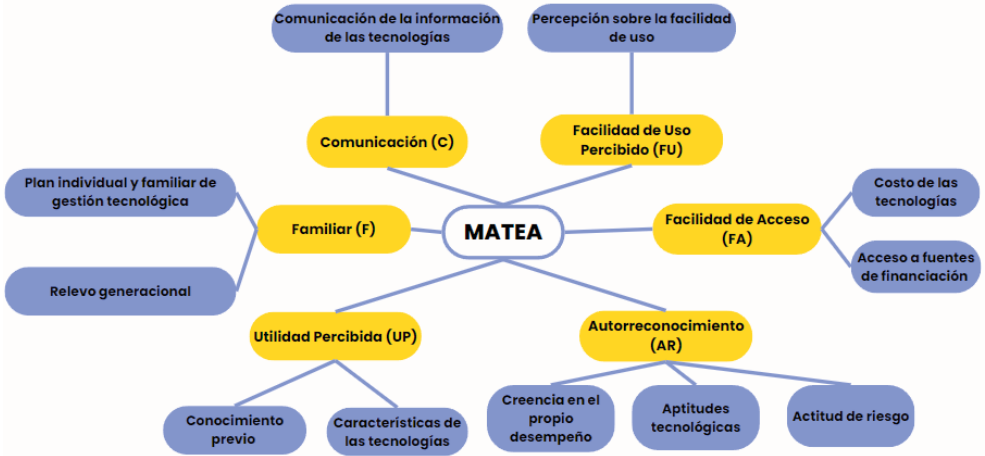 Comunicación de la información
de las tecnologías
Percepción sobre la facilidad
de uso
Comunicación (C)
Facilidad de Uso
Percibido (FU)
Plan individual y familiar de
gestión tecnológica
Costo de las
tecnologías
Familiar (F)
MATEA
Facilidad de Acceso
(FA)
Relevo generacional
Acceso a fuentes
de financiación
Utilidad Percibida (UP)
Autorreconocimiento
(AR)
Conocimiento
previo
Características de
las tecnologías
Creencia en el
propio
desempeño
Aptitudes
tecnológicas
Actitud de riesgo